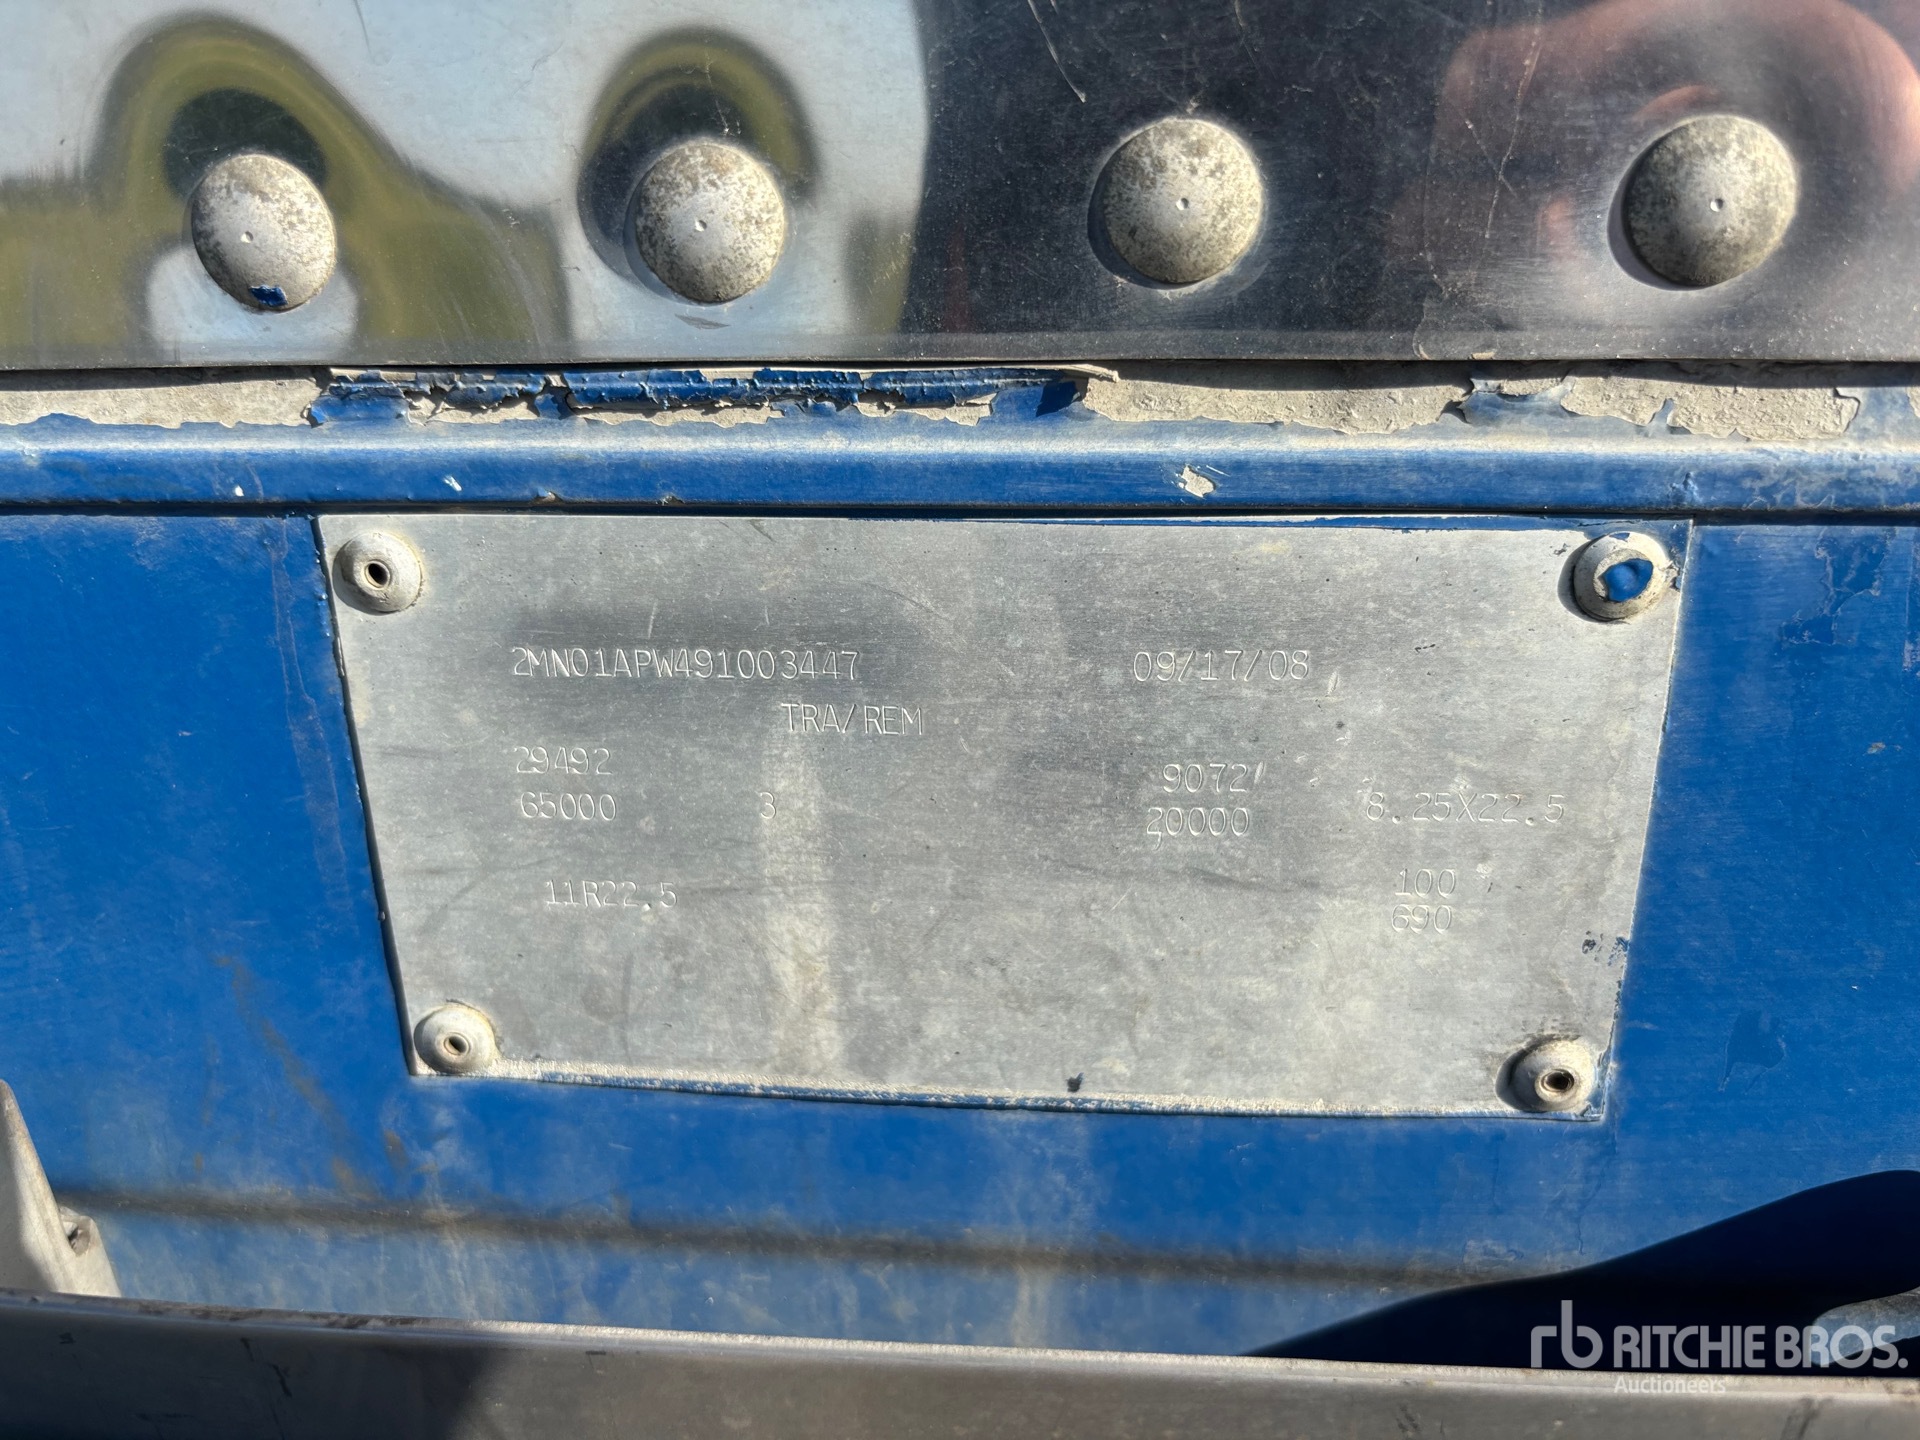 2MN01APW491003447 09/17/08
TRA/REM
29492 9072
65000 3 20000 8.25X22.5
11R22.5 100
690
rb RITCHIE BROS.
Auctioneers